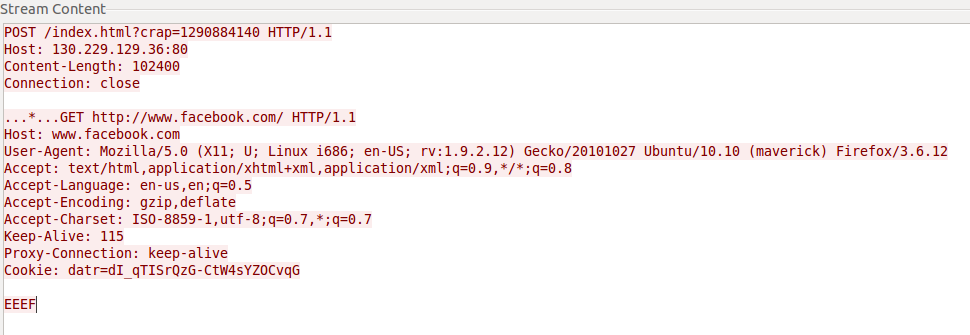 Stream Content
POST /index.html?crap=1290884140 HTTP/1.1
Host: 130.229.129.36:80
Content-Length: 102400
Connection: close
...*...GET http://www.facebook.com/ HTTP/1.1
Host: www.facebook.com
User-Agent: Mozilla/5.0 (X11; U; Linux i686; en-US; rv:1.9.2.12) Gecko/20101027 Ubuntu/10.10 (maverick) Firefox/3.6.12
Accept: text/html,application/xhtml+xml,application/xml;q=0.9,*/*;q=0.8
Accept-Language: en-us,en;q=0.5
Accept-Encoding: gzip,deflate
Accept-Charset: ISO-8859-1,utf-8;q=0.7,*;q=0.7
Keep-Alive: 115
Proxy-Connection: keep-alive
Cookie: datr=dI_qTISrQzG-CtW4sYZOCvqG
EEEF